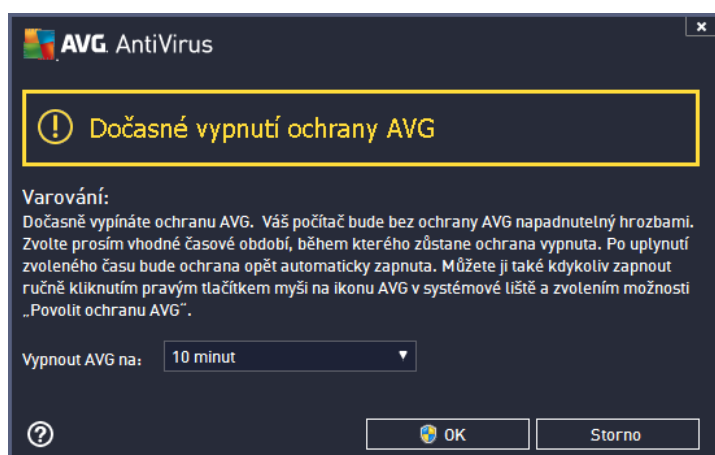 AVG AntiVirus
Dočasné vypnutí ochrany AVG
Varování:
Dočasně vypínáte ochranu AVG. Váš počítač bude bez ochrany AVG napadnutelný hrozbami.
Zvolte prosím vhodné časové období, během kterého zůstane ochrana vypnuta. Po uplynutí
zvoleného času bude ochrana opět automaticky zapnuta. Můžete ji také kdykoliv zapnout
ručně kliknutím pravým tlačítkem myši na ikonu AVG v systémové liště a zvolením možnosti
„Povolit ochranu AVG“.
Vypnout AVG na: 10 minut
OK Storno